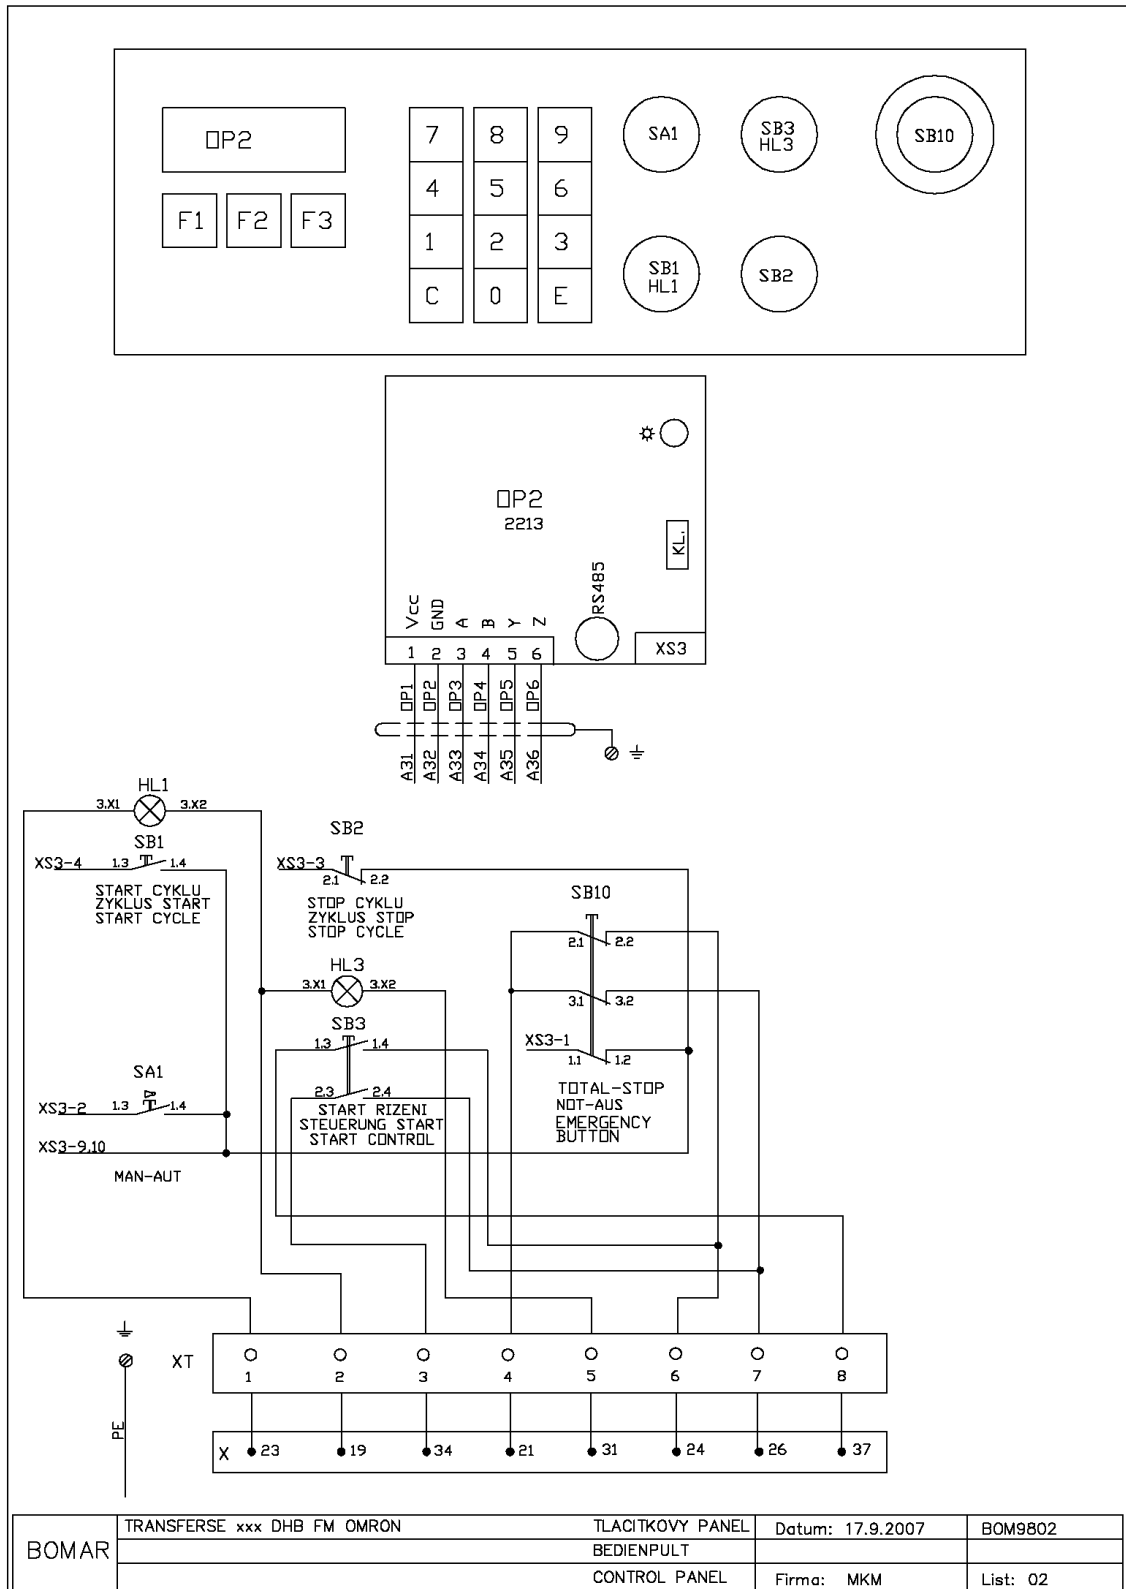 OP2
7 8 9
4 5 6
1 2 3
C 0 E
F1 F2 F3
SA1
SB3
HL3
SB10
SB1
HL1
SB2
OP2
2213
KL.
RS485
XS3
Vcc GND A B Y Z
1 2 3 4 5 6
OP1 OP2 OP3 OP4 OP5 OP6
A31 A32 A33 A34 A35 A36
HL1
3.X1 3.X2
SB1
XS3-4 1.3 1.4
START CYKLU
ZYKLUS START
START CYCLE
SB2
XS3-3
2.1 2.2
STOP CYKLU
ZYKLUS STOP
STOP CYCLE
SB10
2.1 2.2
3.1 3.2
XS3-1
1.1 1.2
TOTAL-STOP
NOT-AUS
EMERGENCY
BUTTON
HL3
3.X1 3.X2
SB3
1.3 1.4
2.3 2.4
START RIZENI
STEUERUNG START
START CONTROL
SA1
XS3-2 1.3 1.4
XS3-9,10
MAN-AUT
XT
1 2 3 4 5 6 7 8
PE
X 23 19 34 21 31 24 26 37
BOMAR
TRANSFERSE xxx DHB FM OMRON
TLACITKOVY PANEL
BEDIENPULT
CONTROL PANEL
Datum: 17.9.2007
BOM9802
Firma: MKM
List: 02